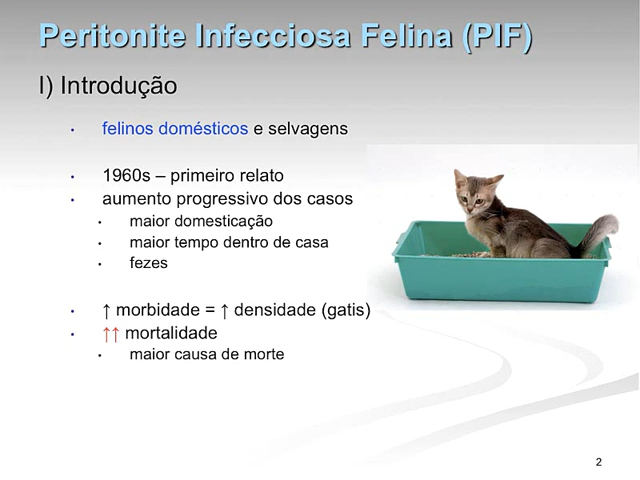 Peritonite Infecciosa Felina (PIF)
I) Introdução
• felinos domésticos e selvagens
• 1960s – primeiro relato
• aumento progressivo dos casos
• maior domesticação
• maior tempo dentro de casa
• fezes
• ↑ morbidade = ↑ densidade (gatis)
• ↑↑ mortalidade
• maior causa de morte
2